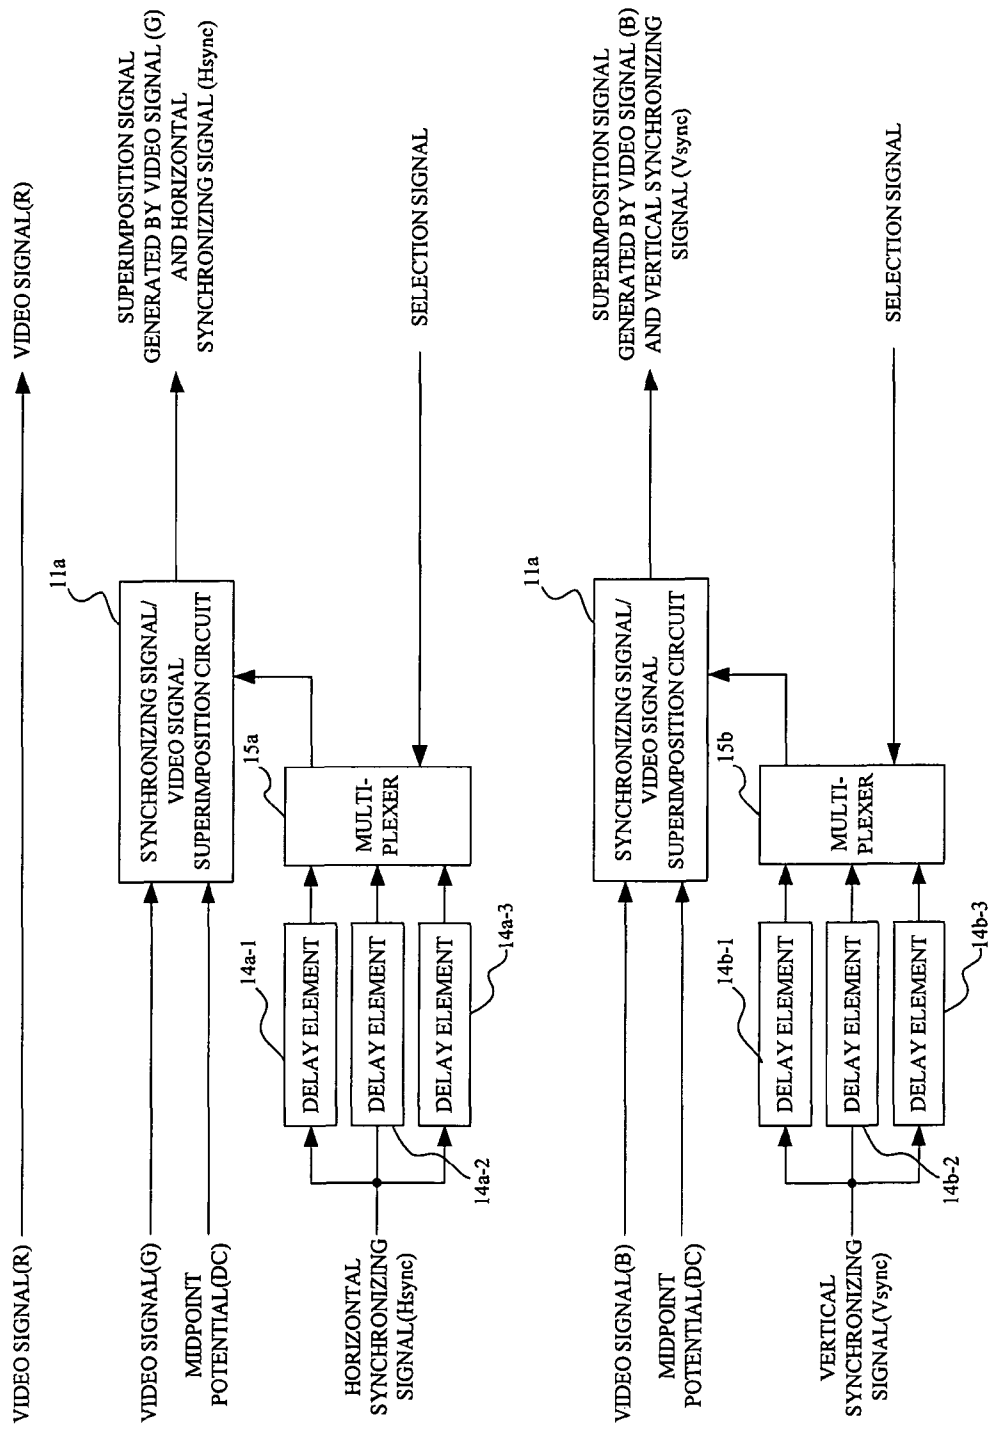 VIDEO SIGNAL(R)
VIDEO SIGNAL(R)
VIDEO SIGNAL(G)
MIDPOINT
POTENTIAL(DC)
11a
SYNCHRONIZING SIGNAL/
VIDEO SIGNAL
SUPERIMPOSITION CIRCUIT
SUPERIMPOSITION SIGNAL
GENERATED BY VIDEO SIGNAL (G)
AND HORIZONTAL
SYNCHRONIZING SIGNAL (Hsync)
HORIZONTAL
SYNCHRONIZING
SIGNAL(Hsync)
14a-1
DELAY ELEMENT
DELAY ELEMENT
DELAY ELEMENT
14a-2
14a-3
15a
MULTI-
PLEXER
SELECTION SIGNAL
VIDEO SIGNAL(B)
MIDPOINT
POTENTIAL(DC)
11a
SYNCHRONIZING SIGNAL/
VIDEO SIGNAL
SUPERIMPOSITION CIRCUIT
SUPERIMPOSITION SIGNAL
GENERATED BY VIDEO SIGNAL (B)
AND VERTICAL SYNCHRONIZING
SIGNAL (Vsync)
VERTICAL
SYNCHRONIZING
SIGNAL(Vsync)
14b-1
DELAY ELEMENT
DELAY ELEMENT
DELAY ELEMENT
14b-2
14b-3
15b
MULTI-
PLEXER
SELECTION SIGNAL